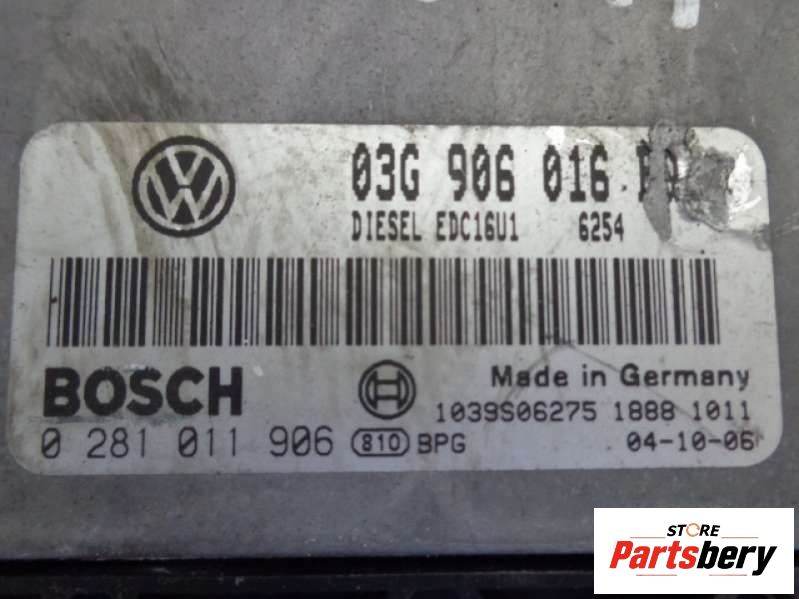 03G 906 016
DIESEL EDC16U1 6254
BOSCH
Made in Germany
1039S06275 1888 1011
0 281 011 906 810 BPG 04-10-06
STORE
Partsbery